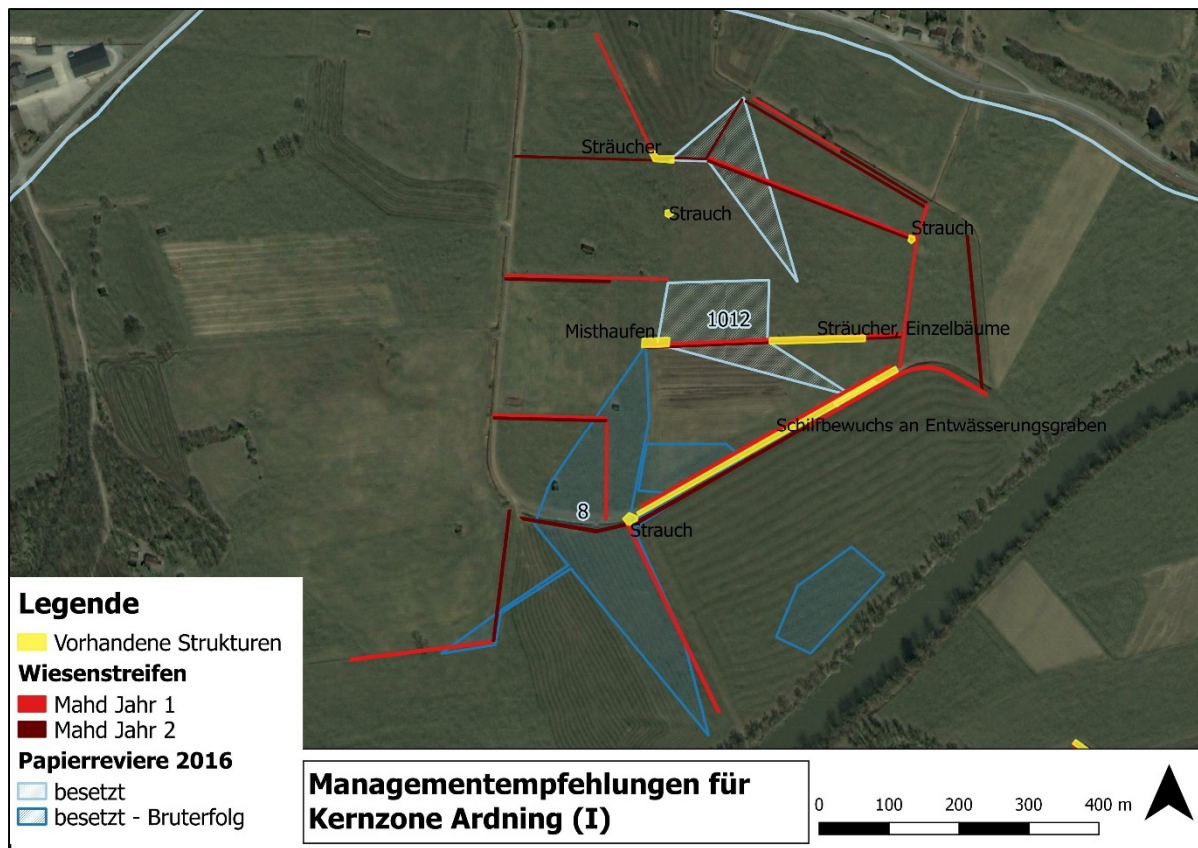 Sträucher
Strauch
Strauch
1012
Misthaufen
Sträucher, Einzelbäume
Schilfbewuchs an Entwässerungsgraben
8
Strauch
Legende
Vorhandene Strukturen
Wiesenstreifen
Mahd Jahr 1
Mahd Jahr 2
Papierreviere 2016
besetzt
besetzt - Bruterfolg
Managementempfehlungen für
Kernzone Ardning (I)
0 100 200 300 400 m